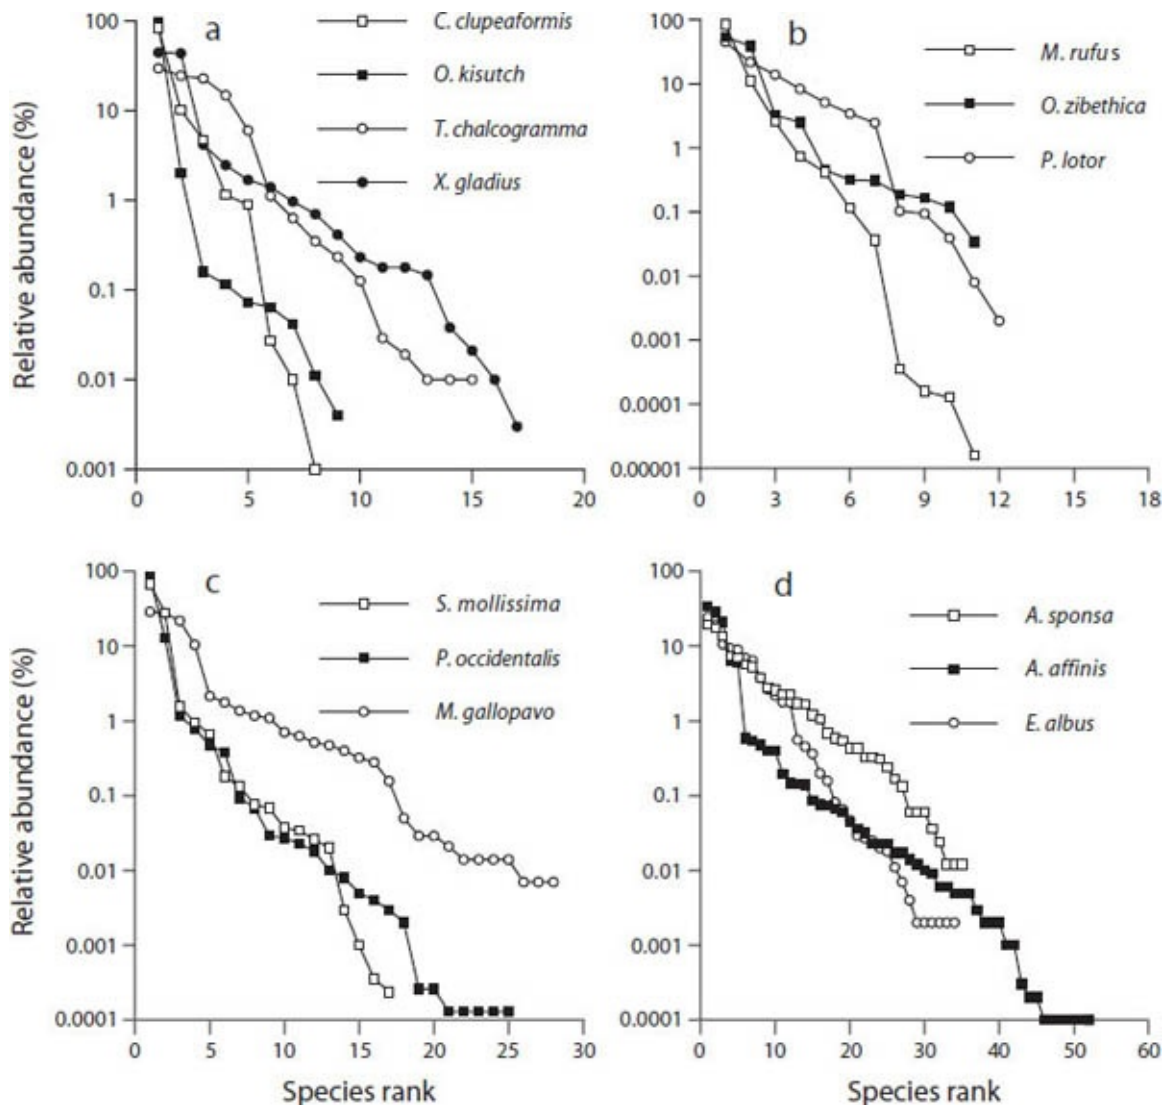 a
C. clupeaformis
O. kisutch
T. chalcogramma
X. gladius
Relative abundance (%)
100
10
1
0.1
0.01
0.001
0
5
10
15
20
b
M. rufus
O. zibethica
P. lotor
100
10
1
0.1
0.01
0.001
0.0001
0.00001
0
3
6
9
12
15
18
c
S. mollissima
P. occidentalis
M. gallopavo
Relative abundance (%)
100
10
1
0.1
0.01
0.001
0.0001
0
5
10
15
20
25
30
Species rank
d
A. sponsa
A. affinis
E. albus
100
10
1
0.1
0.01
0.001
0.0001
0
10
20
30
40
50
60
Species rank